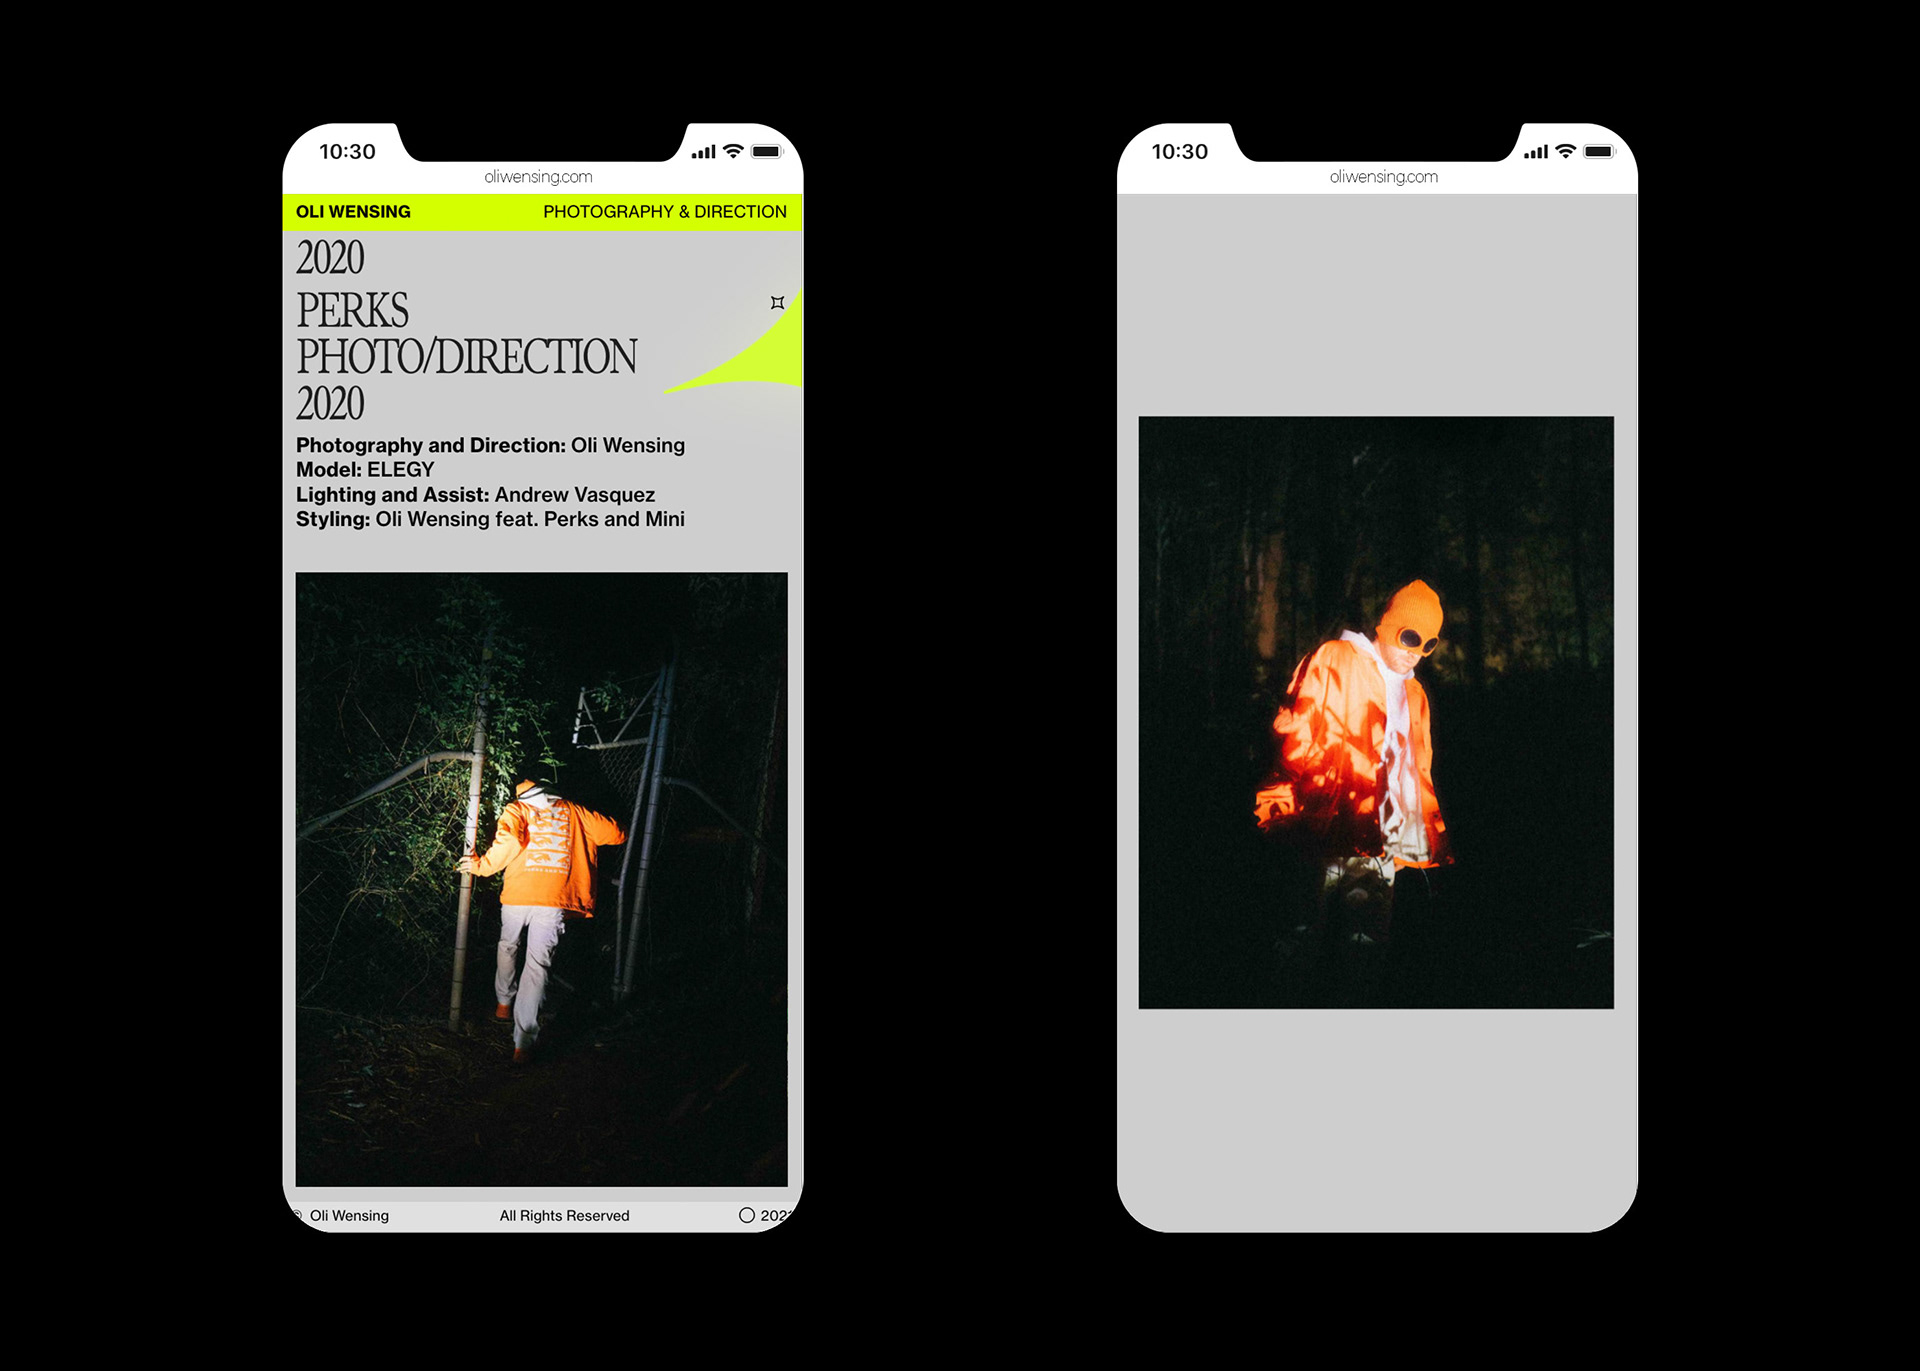 10:30
oliwensing.com
OLI WENSING PHOTOGRAPHY & DIRECTION
2020
PERKS
PHOTO/DIRECTION
2020
Photography and Direction: Oli Wensing
Model: ELEGY
Lighting and Assist: Andrew Vasquez
Styling: Oli Wensing feat. Perks and Mini
© Oli Wensing All Rights Reserved 2021
10:30
oliwensing.com